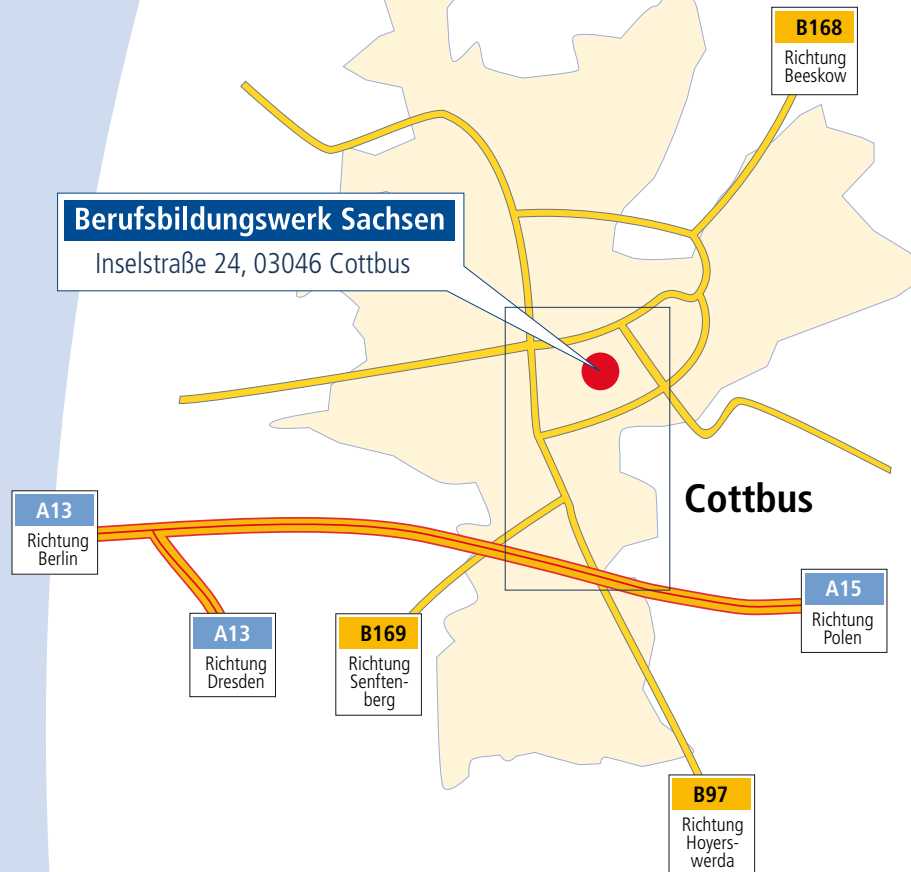 B168
Richtung
Beeskow
Berufsbildungswerk Sachsen
Inselstraße 24, 03046 Cottbus
Cottbus
A13
Richtung
Berlin
A15
Richtung
Polen
A13
Richtung
Dresden
B169
Richtung
Senften-
berg
B97
Richtung
Hoyers-
werda